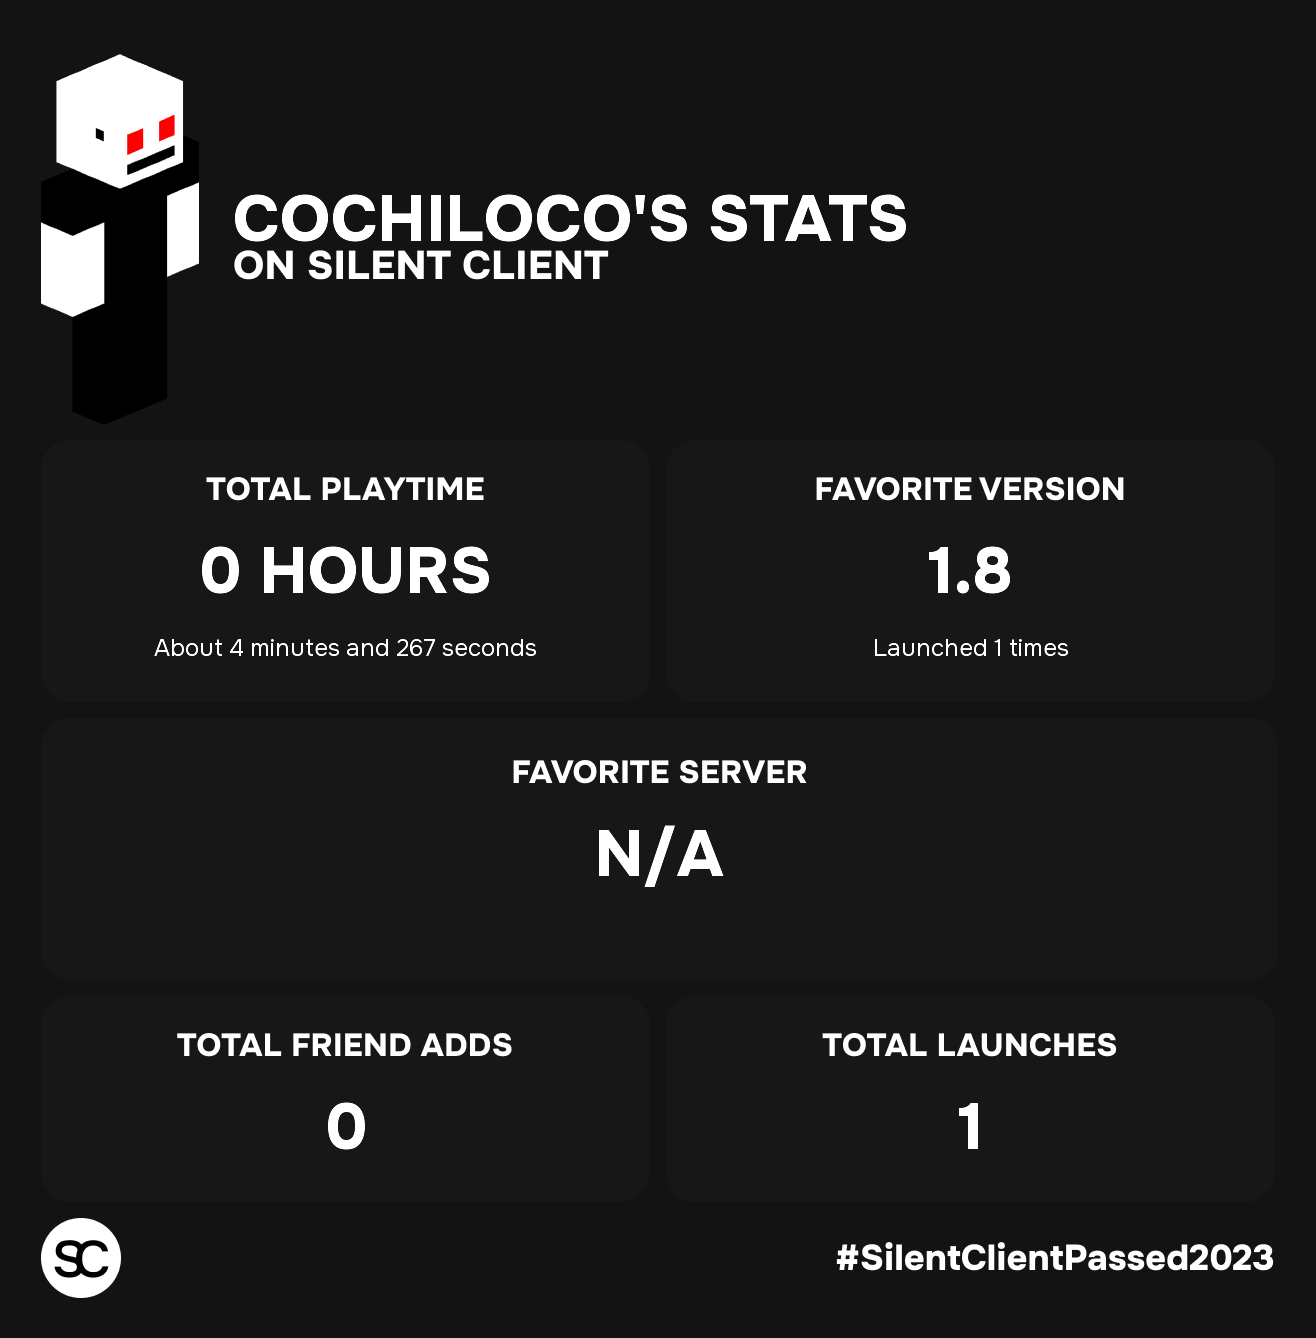 COCHILOCO'S STATS
ON SILENT CLIENT
TOTAL PLAYTIME
0 HOURS
About 4 minutes and 267 seconds
FAVORITE VERSION
1.8
Launched 1 times
FAVORITE SERVER
N/A
TOTAL FRIEND ADDS
0
TOTAL LAUNCHES
1
SC
#SilentClientPassed2023